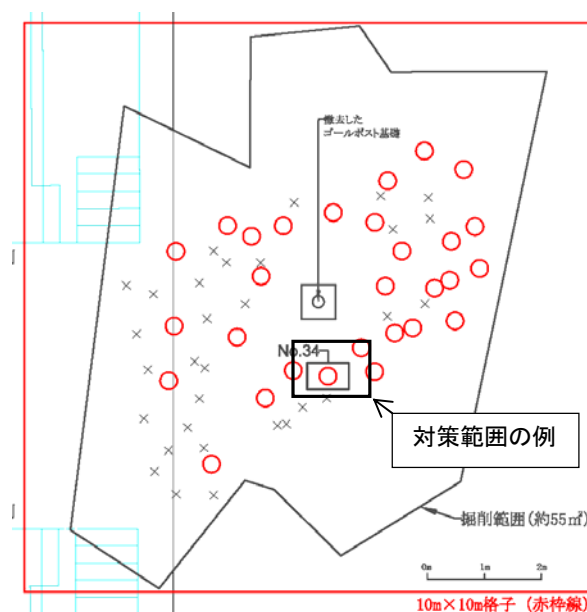 撤去した
ゴールポスト基礎
No.34
対策範囲の例
掘削範囲(約55㎡)
0m 1m 2m
10m×10m格子（赤枠線）